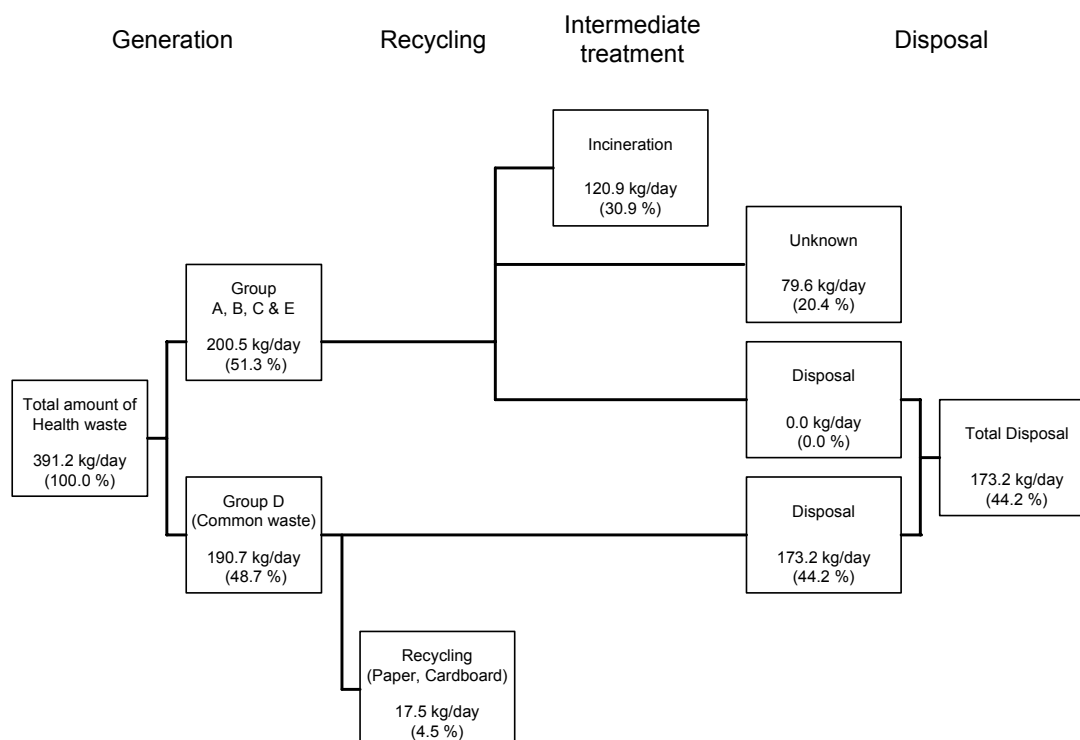 Generation
Recycling
Intermediate
treatment
Disposal
Incineration
120.9 kg/day
(30.9 %)
Unknown
79.6 kg/day
(20.4 %)
Group
A, B, C & E
200.5 kg/day
(51.3 %)
Disposal
0.0 kg/day
(0.0 %)
Total amount of
Health waste
391.2 kg/day
(100.0 %)
Total Disposal
173.2 kg/day
(44.2 %)
Group D
(Common waste)
190.7 kg/day
(48.7 %)
Disposal
173.2 kg/day
(44.2 %)
Recycling
(Paper, Cardboard)
17.5 kg/day
(4.5 %)